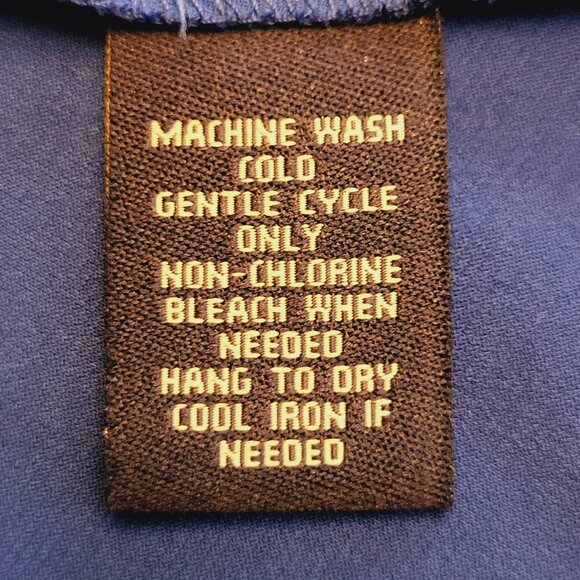 MACHINE WASH
COLD
GENTLE CYCLE
ONLY
NON-CHLORINE
BLEACH WHEN
NEEDED
HANG TO DRY
COOL IRON IF
NEEDED